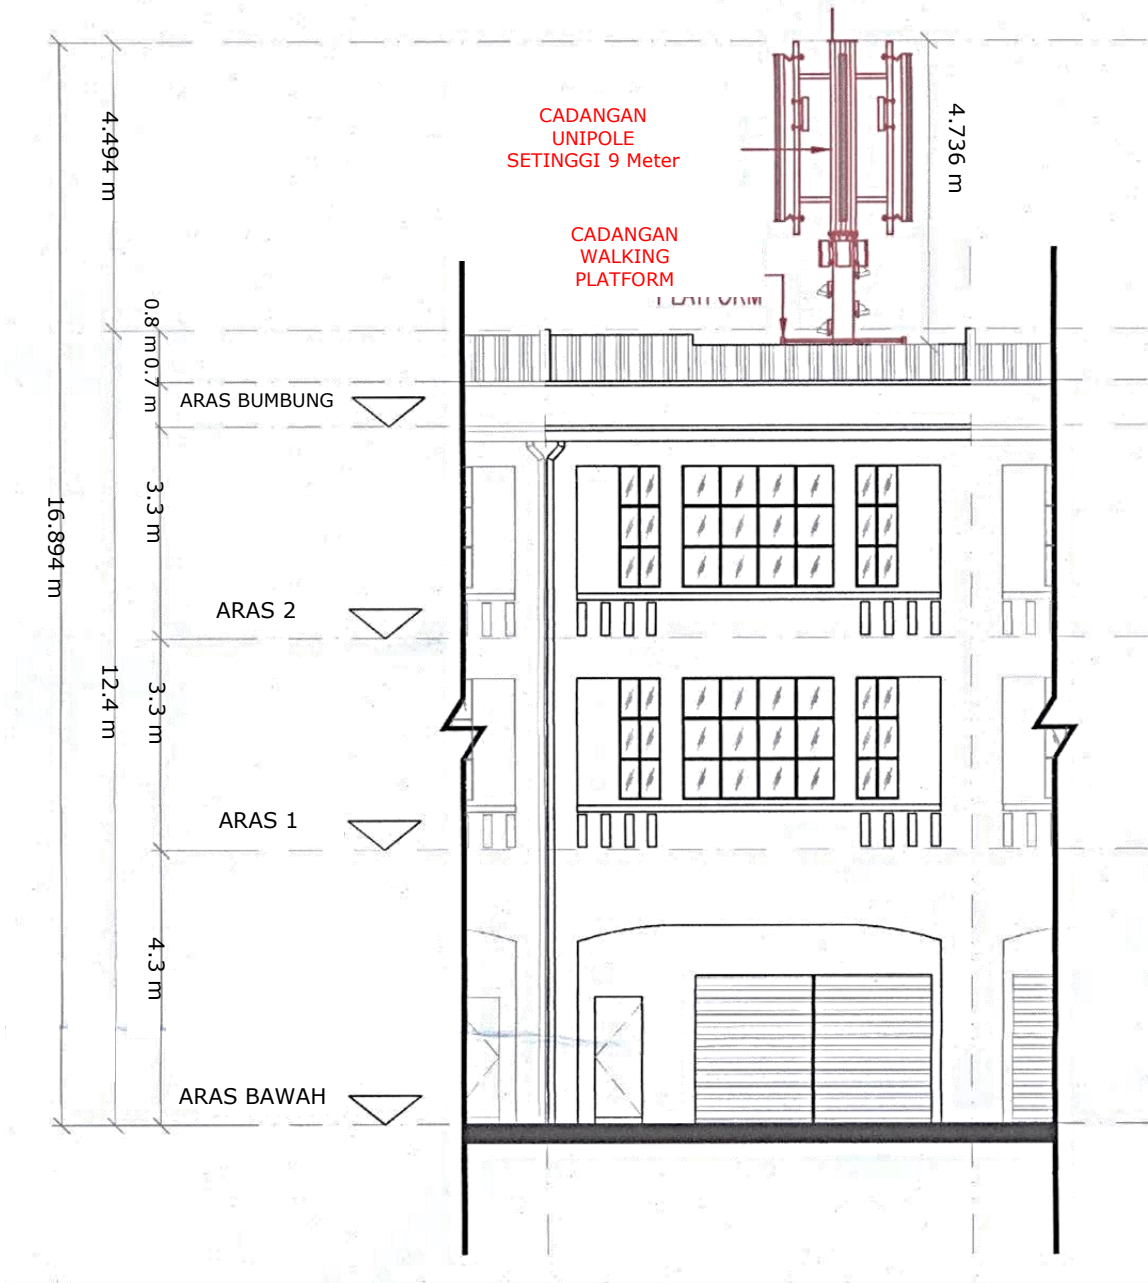 CADANGAN
UNIPOLE
SETINGGI 9 Meter
4.736 m
4.494 m
CADANGAN
WALKING
PLATFORM
PLATFORM
0.8 m
0.7 m
ARAS BUMBUNG
3.3 m
16.894 m
ARAS 2
12.4 m
3.3 m
ARAS 1
4.3 m
ARAS BAWAH